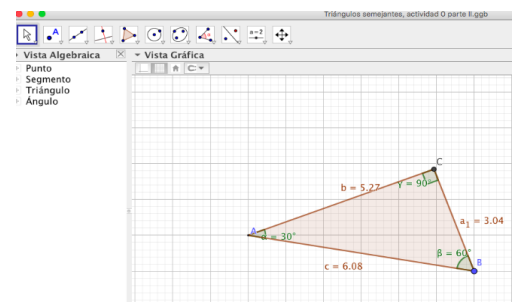 Triángulos semejantes, actividad 0 parte II.ggb
a=2
Vista Algebraica
Vista Gráfica
Punto
Segmento
Triángulo
Ángulo
C
b = 5.27
γ = 90°
a₁ = 3.04
A
α = 30°
β = 60°
B
c = 6.08